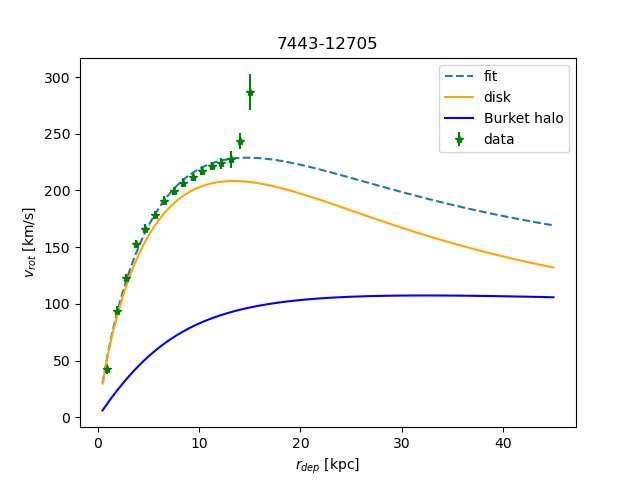 7443-12705
300
250
200
150
100
50
0
v_rot [km/s]
fit
disk
Burket halo
data
0 10 20 30 40
r_dep [kpc]